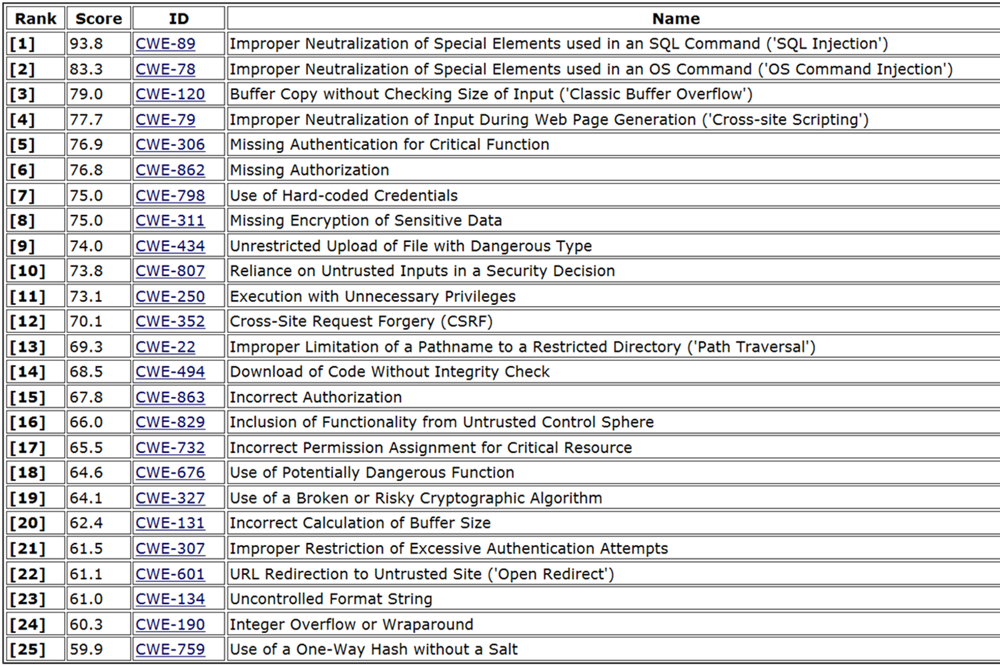 Rank Score ID Name
[1] 93.8 CWE-89 Improper Neutralization of Special Elements used in an SQL Command ('SQL Injection')
[2] 83.3 CWE-78 Improper Neutralization of Special Elements used in an OS Command ('OS Command Injection')
[3] 79.0 CWE-120 Buffer Copy without Checking Size of Input ('Classic Buffer Overflow')
[4] 77.7 CWE-79 Improper Neutralization of Input During Web Page Generation ('Cross-site Scripting')
[5] 76.9 CWE-306 Missing Authentication for Critical Function
[6] 76.8 CWE-862 Missing Authorization
[7] 75.0 CWE-798 Use of Hard-coded Credentials
[8] 75.0 CWE-311 Missing Encryption of Sensitive Data
[9] 74.0 CWE-434 Unrestricted Upload of File with Dangerous Type
[10] 73.8 CWE-807 Reliance on Untrusted Inputs in a Security Decision
[11] 73.1 CWE-250 Execution with Unnecessary Privileges
[12] 70.1 CWE-352 Cross-Site Request Forgery (CSRF)
[13] 69.3 CWE-22 Improper Limitation of a Pathname to a Restricted Directory ('Path Traversal')
[14] 68.5 CWE-494 Download of Code Without Integrity Check
[15] 67.8 CWE-863 Incorrect Authorization
[16] 66.0 CWE-829 Inclusion of Functionality from Untrusted Control Sphere
[17] 65.5 CWE-732 Incorrect Permission Assignment for Critical Resource
[18] 64.6 CWE-676 Use of Potentially Dangerous Function
[19] 64.1 CWE-327 Use of a Broken or Risky Cryptographic Algorithm
[20] 62.4 CWE-131 Incorrect Calculation of Buffer Size
[21] 61.5 CWE-307 Improper Restriction of Excessive Authentication Attempts
[22] 61.1 CWE-601 URL Redirection to Untrusted Site ('Open Redirect')
[23] 61.0 CWE-134 Uncontrolled Format String
[24] 60.3 CWE-190 Integer Overflow or Wraparound
[25] 59.9 CWE-759 Use of a One-Way Hash without a Salt